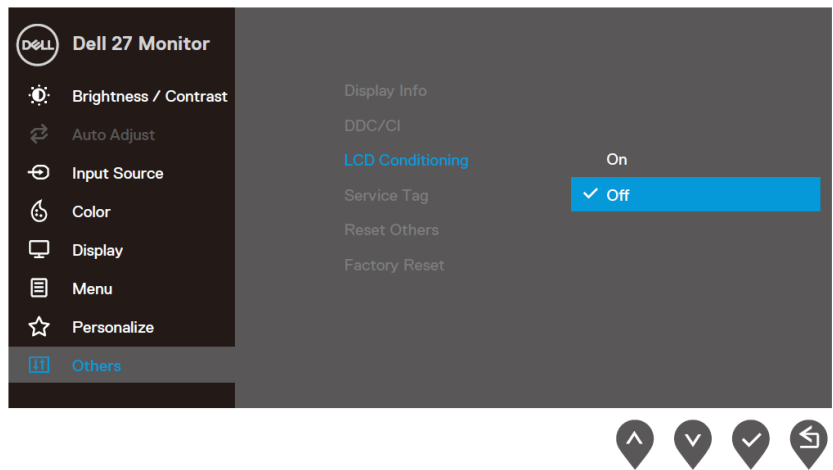 DELL Dell 27 Monitor
Brightness / Contrast
Auto Adjust
Input Source
Color
Display
Menu
Personalize
Others
Display Info
DDC/CI
LCD Conditioning
Service Tag
Reset Others
Factory Reset
On
Off